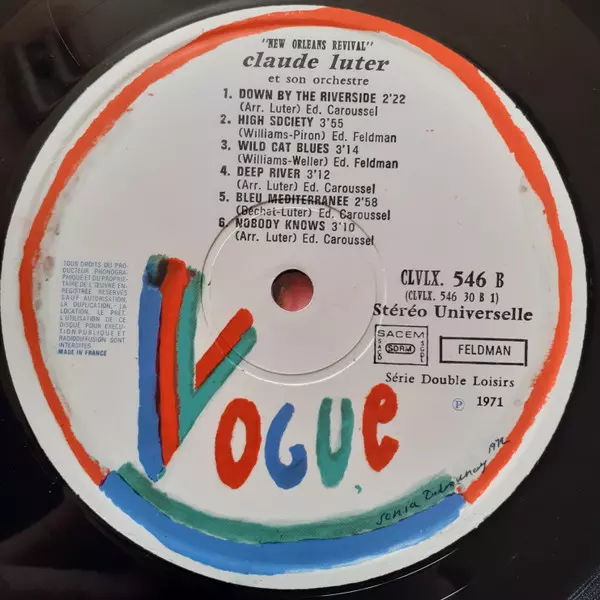 "NEW ORLEANS REVIVAL"
claude luter
et son orchestre
1. DOWN BY THE RIVERSIDE 2'22
(Arr. Luter) Ed. Caroussel
2. HIGH SOCIETY 3'55
(Williams-Piron) Ed. Feldman
3. WILD CAT BLUES 3'14
(Williams-Weller) Ed. Feldman
4. DEEP RIVER 3'12
(Arr. Luter) Ed. Caroussel
5. BLEU MEDITERRANEE 2'58
(Bechet-Luter) Ed. Caroussel
6. NOBODY KNOWS 3'10
(Arr. Luter) Ed. Caroussel
TOUS DROITS DU PRO-
DUCTEUR PHONOGRA-
PHIQUE ET DU PROPRIE-
TAIRE DE L'ŒUVRE EN-
REGISTREE RESERVES
SAUF AUTORISATION,
LA DUPLICATION, LA
LOCATION, LE PRÊT,
L'UTILISATION DE CE
DISQUE POUR EXECU-
TION PUBLIQUE ET
RADIODIFFUSION SONT
INTERDITES
MADE IN FRANCE
CLVLX. 546 B
(CLVLX. 546 30 B 1)
Stéréo Universelle
SACEM
SACD
SDRM
SGDL
FELDMAN
Série Double Loisirs
℗ 1971
VOGUE
sonia Delaunay